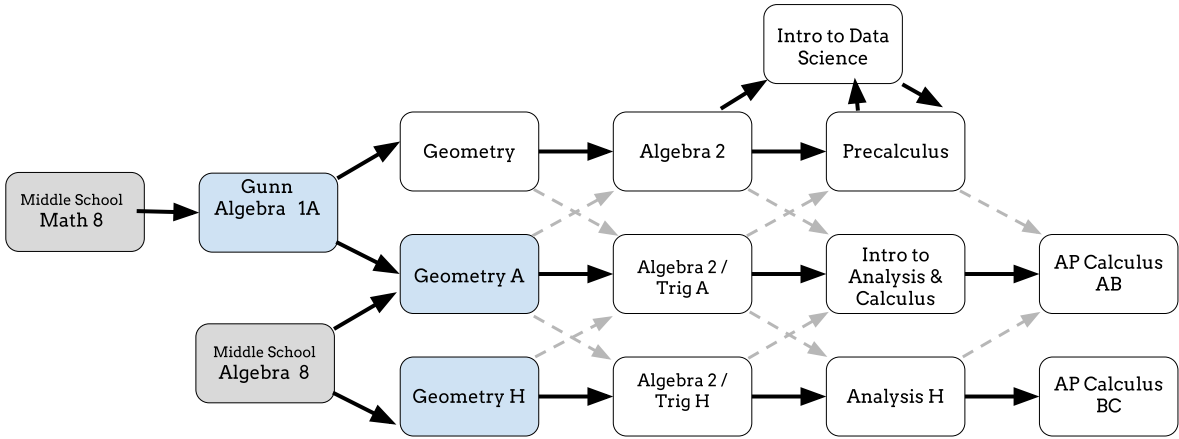 Intro to Data
Science
Geometry
Algebra 2
Precalculus
Middle School
Math 8
Gunn
Algebra 1A
Geometry A
Algebra 2 /
Trig A
Intro to
Analysis &
Calculus
AP Calculus
AB
Middle School
Algebra 8
Geometry H
Algebra 2 /
Trig H
Analysis H
AP Calculus
BC